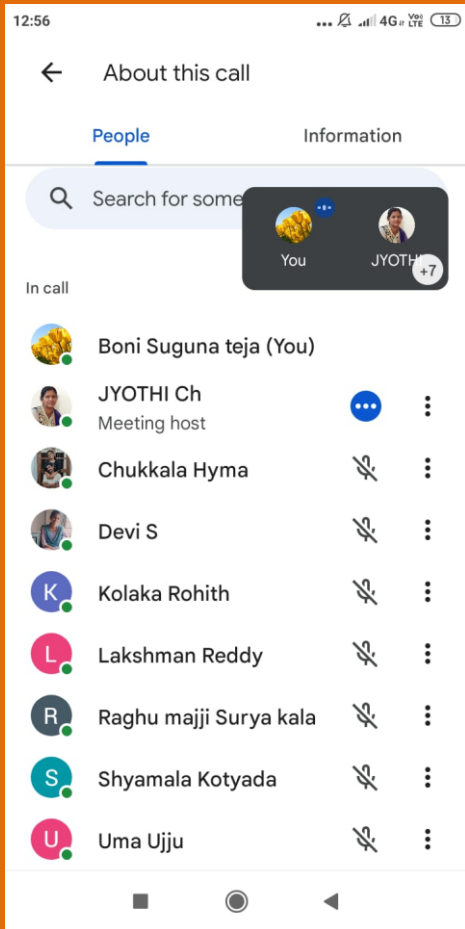 12:56
4G Vo) LTE 13
About this call
People Information
Search for some
You JYOTHI
+7
In call
Boni Suguna teja (You)
JYOTHI Ch
Meeting host
Chukkala Hyma
Devi S
K Kolaka Rohith
L Lakshman Reddy
R Raghu majji Surya kala
S Shyamala Kotyada
U Uma Ujju